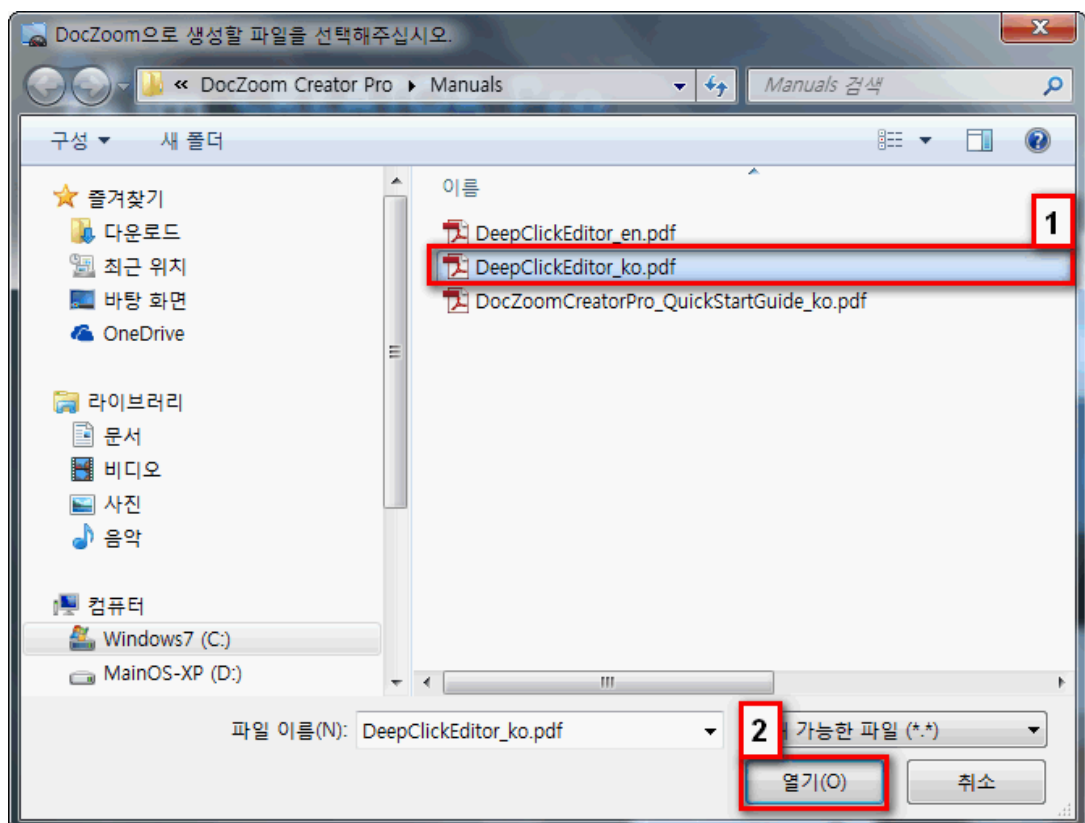 DocZoom으로 생성할 파일을 선택해주십시오.
« DocZoom Creator Pro ▸ Manuals
Manuals 검색
구성 새 폴더
즐겨찾기
다운로드
최근 위치
바탕 화면
OneDrive
라이브러리
문서
비디오
사진
음악
컴퓨터
Windows7 (C:)
MainOS-XP (D:)
이름
1
DeepClickEditor_en.pdf
DeepClickEditor_ko.pdf
DocZoomCreatorPro_QuickStartGuide_ko.pdf
파일 이름(N): DeepClickEditor_ko.pdf
2
가능한 파일 (*.*)
열기(O) 취소